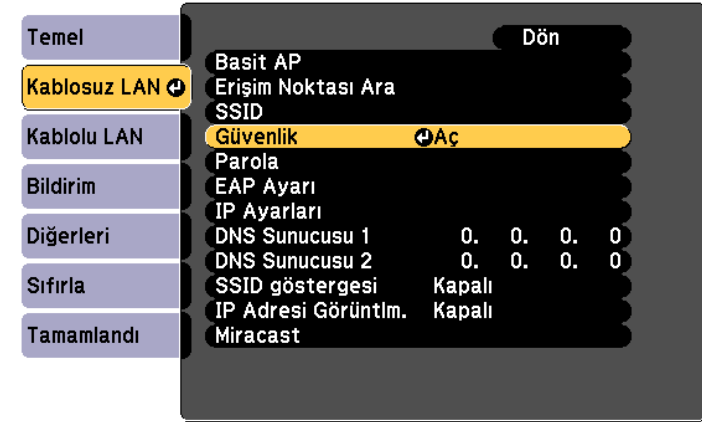 Temel
Kablosuz LAN
Kablolu LAN
Bildirim
Diğerleri
Sıfırla
Tamamlandı
Dön
Basit AP
Erişim Noktası Ara
SSID
Güvenlik Aç
Parola
EAP Ayarı
IP Ayarları
DNS Sunucusu 1 0. 0. 0. 0
DNS Sunucusu 2 0. 0. 0. 0
SSID göstergesi Kapalı
IP Adresi Görüntlm. Kapalı
Miracast